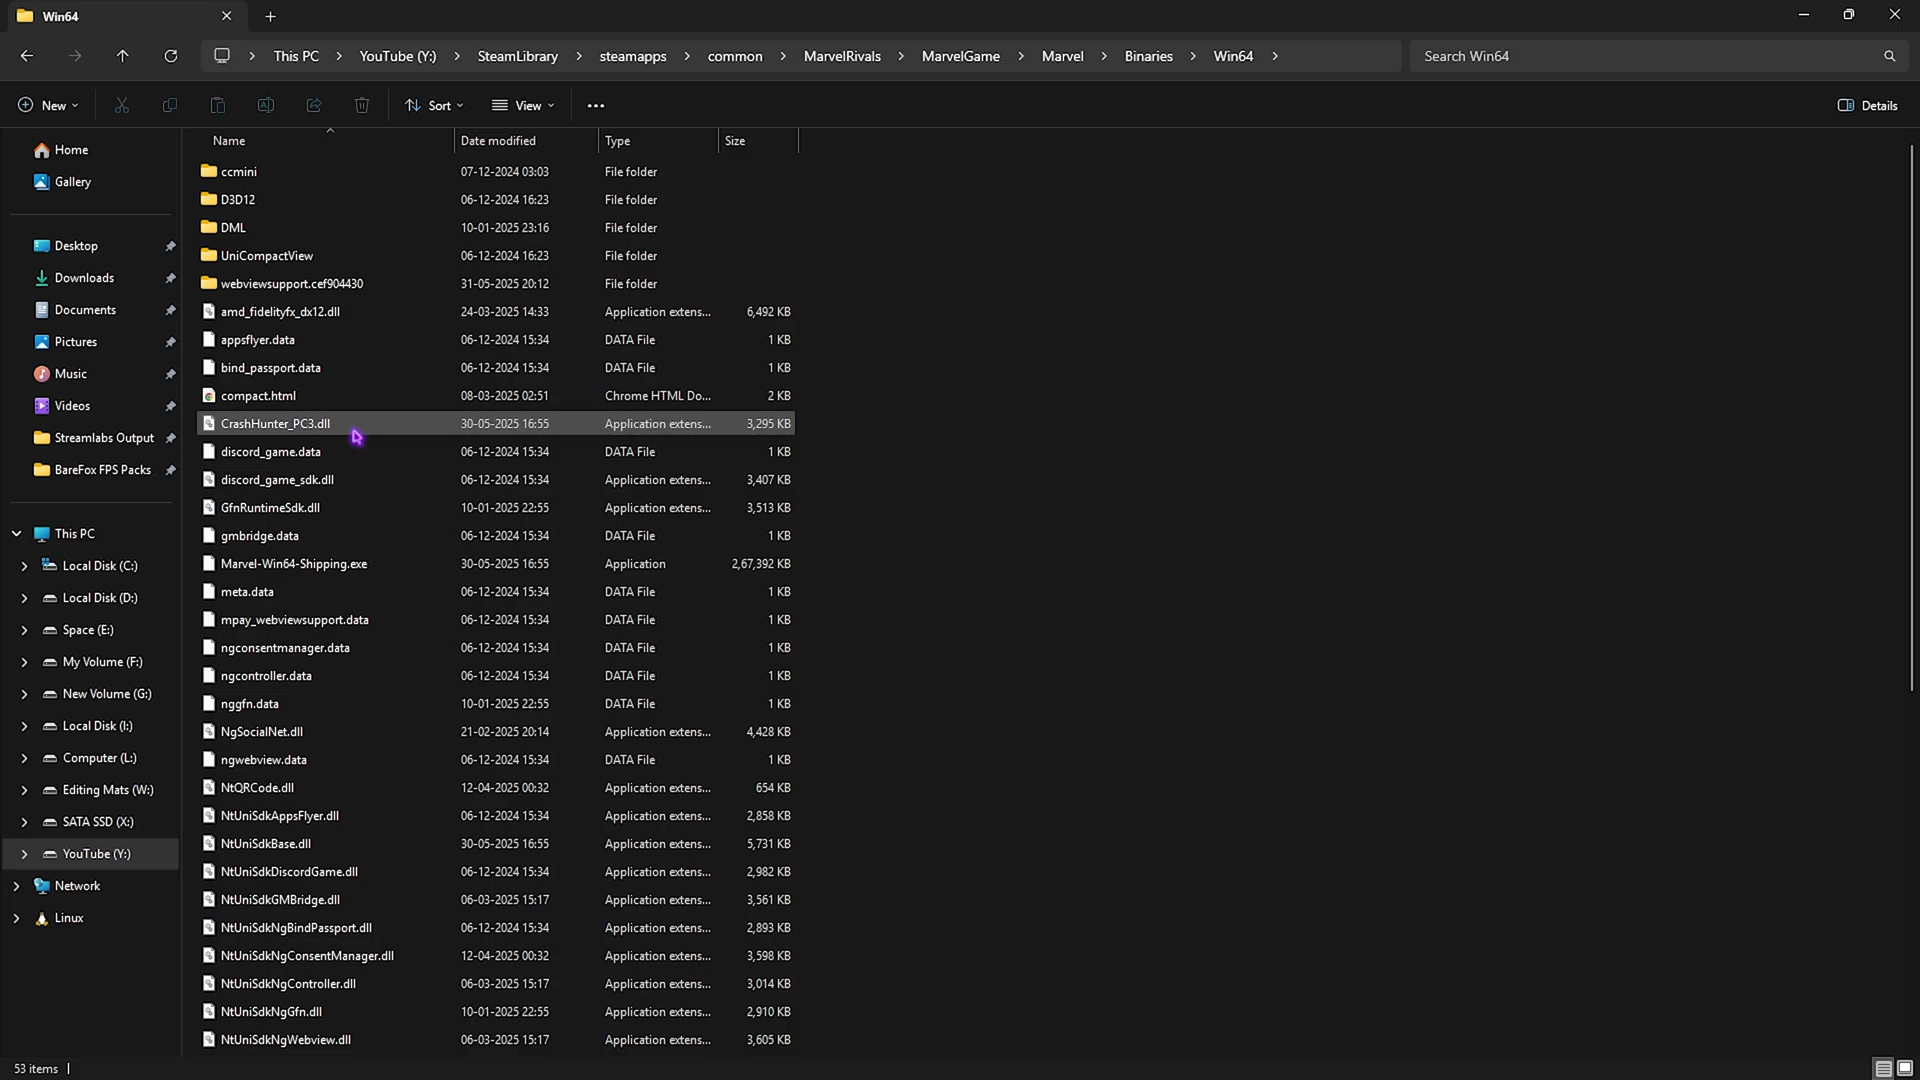 Win64
This PC > YouTube (Y:) > SteamLibrary > steamapps > common > MarvelRivals > MarvelGame > Marvel > Binaries > Win64 >
Search Win64
New
Sort
View
Details
Home
Gallery
Desktop
Downloads
Documents
Pictures
Music
Videos
Streamlabs Output
BareFox FPS Packs
This PC
Local Disk (C:)
Local Disk (D:)
Space (E:)
My Volume (F:)
New Volume (G:)
Local Disk (I:)
Computer (L:)
Editing Mats (W:)
SATA SSD (X:)
YouTube (Y:)
Network
Linux
Name Date modified Type Size
ccmini 07-12-2024 03:03 File folder
D3D12 06-12-2024 16:23 File folder
DML 10-01-2025 23:16 File folder
UniCompactView 06-12-2024 16:23 File folder
webviewsupport.cef904430 31-05-2025 20:12 File folder
amd_fidelityfx_dx12.dll 24-03-2025 14:33 Application extens... 6,492 KB
appsflyer.data 06-12-2024 15:34 DATA File 1 KB
bind_passport.data 06-12-2024 15:34 DATA File 1 KB
compact.html 08-03-2025 02:51 Chrome HTML Do... 2 KB
CrashHunter_PC3.dll 30-05-2025 16:55 Application extens... 3,295 KB
discord_game.data 06-12-2024 15:34 DATA File 1 KB
discord_game_sdk.dll 06-12-2024 15:34 Application extens... 3,407 KB
GfnRuntimeSdk.dll 10-01-2025 22:55 Application extens... 3,513 KB
gmbridge.data 06-12-2024 15:34 DATA File 1 KB
Marvel-Win64-Shipping.exe 30-05-2025 16:55 Application 2,67,392 KB
meta.data 06-12-2024 15:34 DATA File 1 KB
mpay_webviewsupport.data 06-12-2024 15:34 DATA File 1 KB
ngconsentmanager.data 06-12-2024 15:34 DATA File 1 KB
ngcontroller.data 06-12-2024 15:34 DATA File 1 KB
nggfn.data 10-01-2025 22:55 DATA File 1 KB
NgSocialNet.dll 21-02-2025 20:14 Application extens... 4,428 KB
ngwebview.data 06-12-2024 15:34 DATA File 1 KB
NtQRCode.dll 12-04-2025 00:32 Application extens... 654 KB
NtUniSdkAppsFlyer.dll 06-12-2024 15:34 Application extens... 2,858 KB
NtUniSdkBase.dll 30-05-2025 16:55 Application extens... 5,731 KB
NtUniSdkDiscordGame.dll 06-12-2024 15:34 Application extens... 2,982 KB
NtUniSdkGMBridge.dll 06-03-2025 15:17 Application extens... 3,561 KB
NtUniSdkNgBindPassport.dll 06-12-2024 15:34 Application extens... 2,893 KB
NtUniSdkNgConsentManager.dll 12-04-2025 00:32 Application extens... 3,598 KB
NtUniSdkNgController.dll 06-03-2025 15:17 Application extens... 3,014 KB
NtUniSdkNgGfn.dll 10-01-2025 22:55 Application extens... 2,910 KB
NtUniSdkNgWebview.dll 06-03-2025 15:17 Application extens... 3,605 KB
53 items